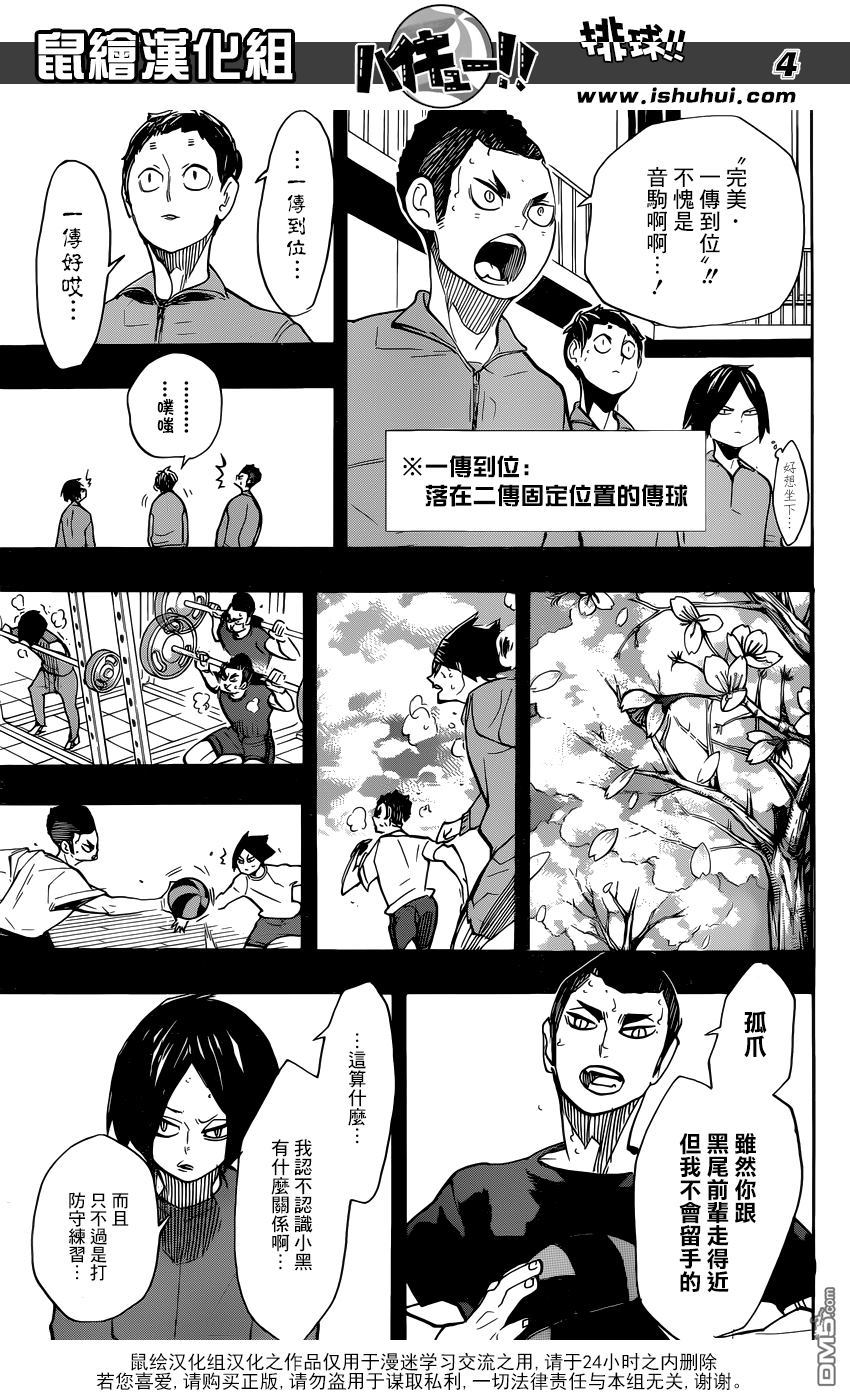 鼠繪漢化組
ハイキュー!!
排球!!
4
www.ishuhui.com
〝完美·
一傳到位〞!!
不愧是
音駒啊啊…!
好想坐下…
※一傳到位:
落在二傳固定位置的傳球
…一傳到位…
一傳好哎…
………
……噗嗤
孤爪
雖然你跟
黑尾前輩走得近
但我不會留手的
…這算什麼…
我認不認識小黑
有什麼關係啊…
而且
只不過是打
防守練習…
DM5.com
鼠绘汉化组汉化之作品仅用于漫迷学习交流之用, 请于24小时之内删除
若您喜爱, 请购买正版, 请勿盗用于谋取私利, 一切法律责任与本组无关, 谢谢。